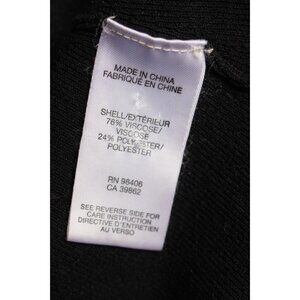 MADE IN CHINA
FABRIQUÉ EN CHINE
SHELL/EXTÉRIEUR
76% VISCOSE/
VISCOSE
24% POLYESTER/
POLYESTER
RN 98406
CA 39862
SEE REVERSE SIDE FOR
CARE INSTRUCTION
DIRECTIVE D'ENTRETIEN
AU VERSO